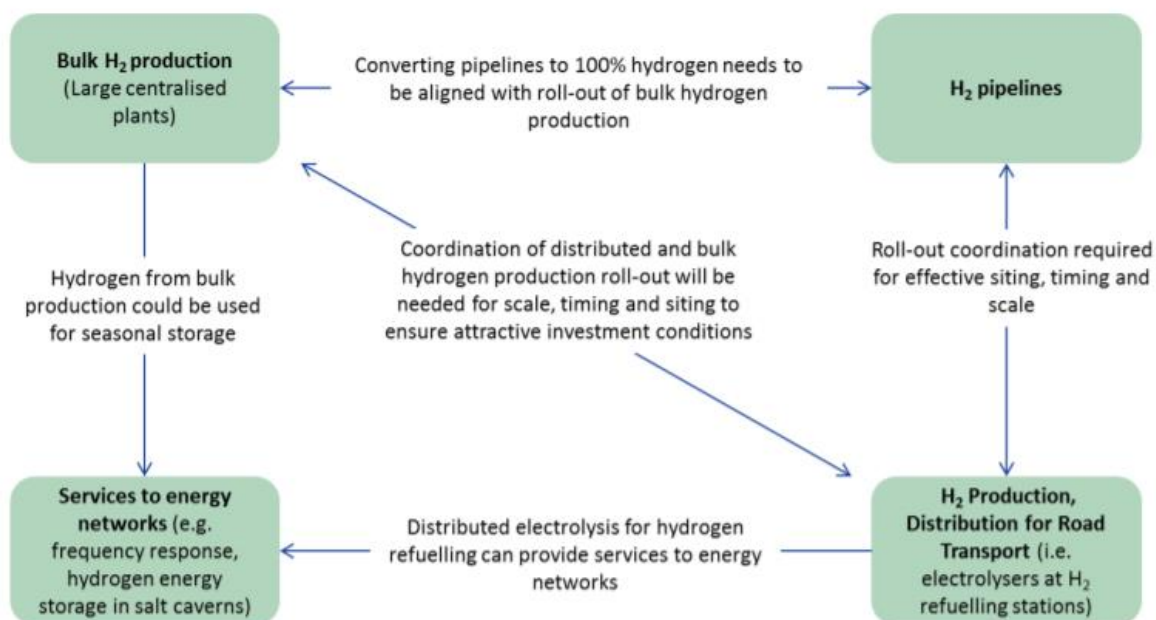 Bulk H₂ production
(Large centralised
plants)
Converting pipelines to 100% hydrogen needs to
be aligned with roll-out of bulk hydrogen
production
H₂ pipelines
Hydrogen from bulk
production could be used
for seasonal storage
Coordination of distributed and bulk
hydrogen production roll-out will be
needed for scale, timing and siting to
ensure attractive investment conditions
Roll-out coordination required
for effective siting, timing and
scale
Services to energy
networks (e.g.
frequency response,
hydrogen energy
storage in salt caverns)
Distributed electrolysis for hydrogen
refuelling can provide services to energy
networks
H₂ Production,
Distribution for Road
Transport (i.e.
electrolysers at H₂
refuelling stations)